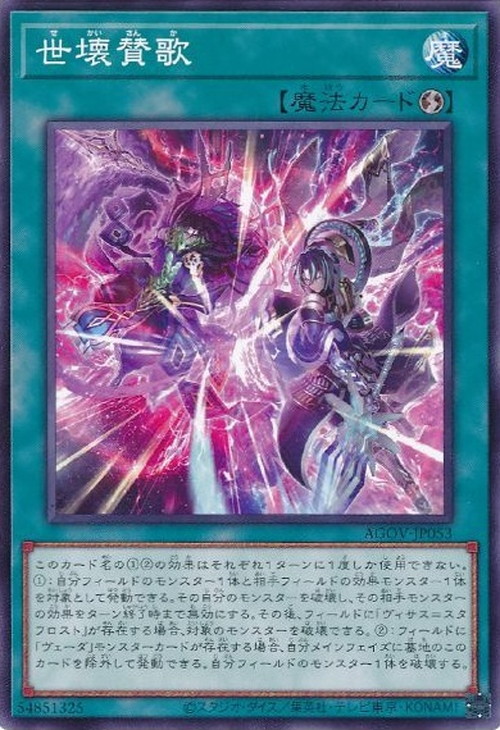 世壊賛歌
魔
【魔法カード】
AGOV-JP053
このカード名の①②の効果はそれぞれ1ターンに1度しか使用できない。
①:自分フィールドのモンスター1体と相手フィールドの効果モンスター1体
を対象として発動できる。その自分のモンスターを破壊し、その相手モンスター
の効果をターン終了時まで無効にする。その後、フィールドに「ヴィサス=スタ
フロスト」が存在する場合、対象のモンスターを破壊できる。②:フィールドに
「ヴェーダ」モンスターカードが存在する場合、自分メインフェイズに墓地のこの
カードを除外して発動できる。自分フィールドのモンスター1体を破壊する。
54851325
©スタジオ・ダイス/集英社・テレビ東京・KONAMI